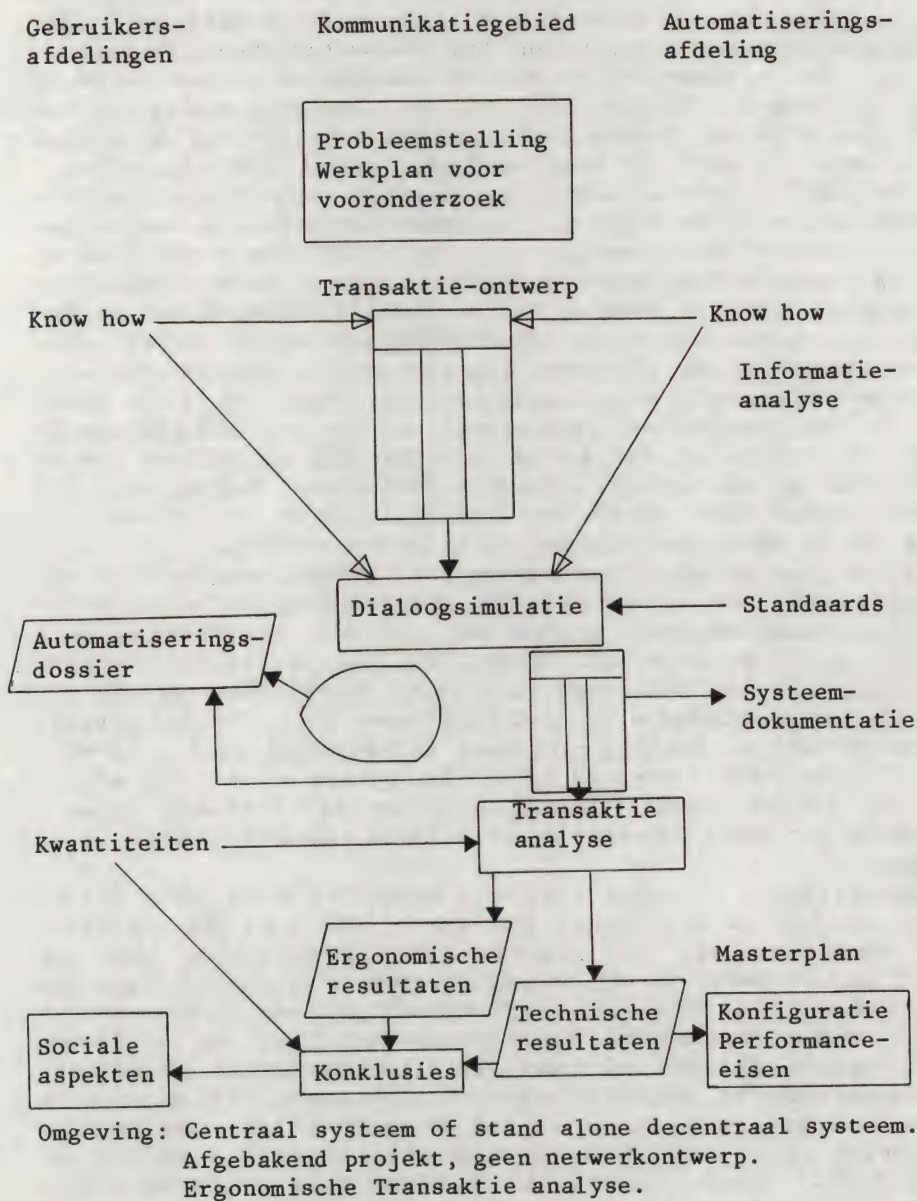 Gebruikers-
afdelingen
Kommunikatiegebied
Automatiserings-
afdeling
Probleemstelling
Werkplan voor
vooronderzoek
Transaktie-ontwerp
Know how
Know how
Informatie-
analyse
Dialoogsimulatie
Standaards
Automatiserings-
dossier
Systeem-
dokumentatie
Transaktie
analyse
Kwantiteiten
Ergonomische
resultaten
Masterplan
Technische
resultaten
Konfiguratie
Performance-
eisen
Sociale
aspekten
Konklusies
Omgeving: Centraal systeem of stand alone decentraal systeem.
Afgebakend projekt, geen netwerkontwerp.
Ergonomische Transaktie analyse.